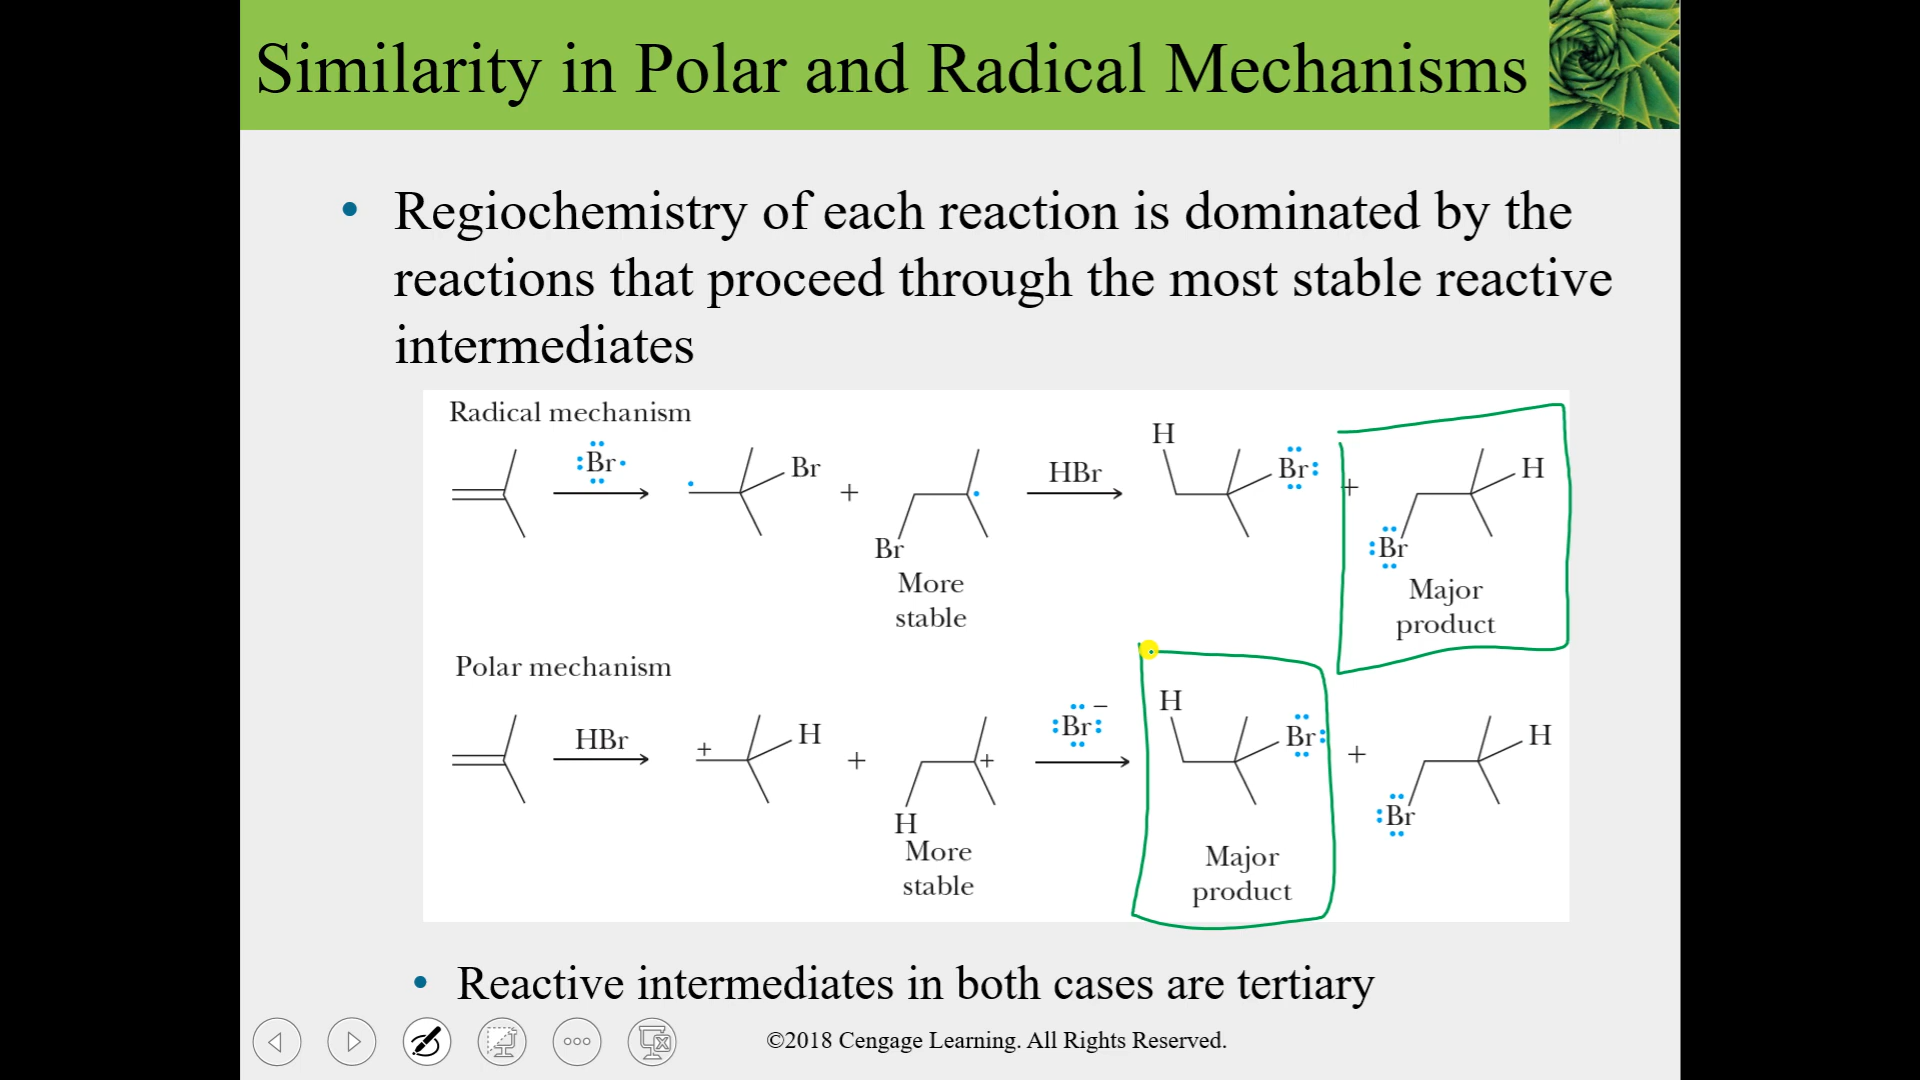 Similarity in Polar and Radical Mechanisms
• Regiochemistry of each reaction is dominated by the
reactions that proceed through the most stable reactive
intermediates
Radical mechanism
:Br· Br + Br More stable HBr H Br: + :Br H Major product
Polar mechanism
HBr + H + + H More stable :Br:− H Br: Major product + :Br H
• Reactive intermediates in both cases are tertiary
©2018 Cengage Learning. All Rights Reserved.